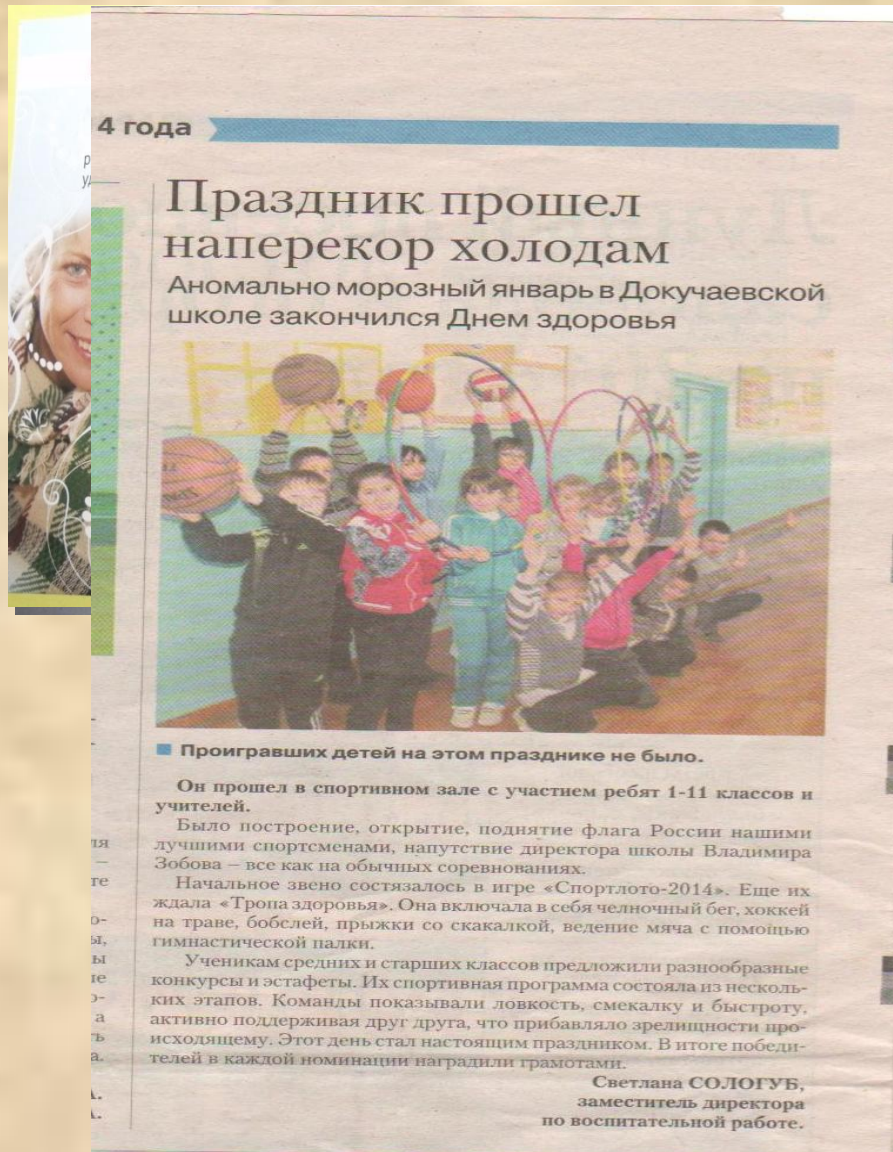 4 года
Праздник прошел
наперекор холодам
Аномально морозный январь в Докучаевской
школе закончился Днем здоровья
Проигравших детей на этом празднике не было.
Он прошел в спортивном зале с участием ребят 1-11 классов и
учителей.
Было построение, открытие, поднятие флага России нашими
лучшими спортсменами, напутствие директора школы Владимира
Зобова – все как на обычных соревнованиях.
Начальное звено состязалось в игре «Спортлото-2014». Еще их
ждала «Тропа здоровья». Она включала в себя челночный бег, хоккей
на траве, бобслей, прыжки со скакалкой, ведение мяча с помощью
гимнастической палки.
Ученикам средних и старших классов предложили разнообразные
конкурсы и эстафеты. Их спортивная программа состояла из несколь-
ких этапов. Команды показывали ловкость, смекалку и быстроту,
активно поддерживая друг друга, что прибавляло зрелищности про-
исходящему. Этот день стал настоящим праздником. В итоге победи-
телей в каждой номинации наградили грамотами.
Светлана СОЛОГУБ,
заместитель директора
по воспитательной работе.